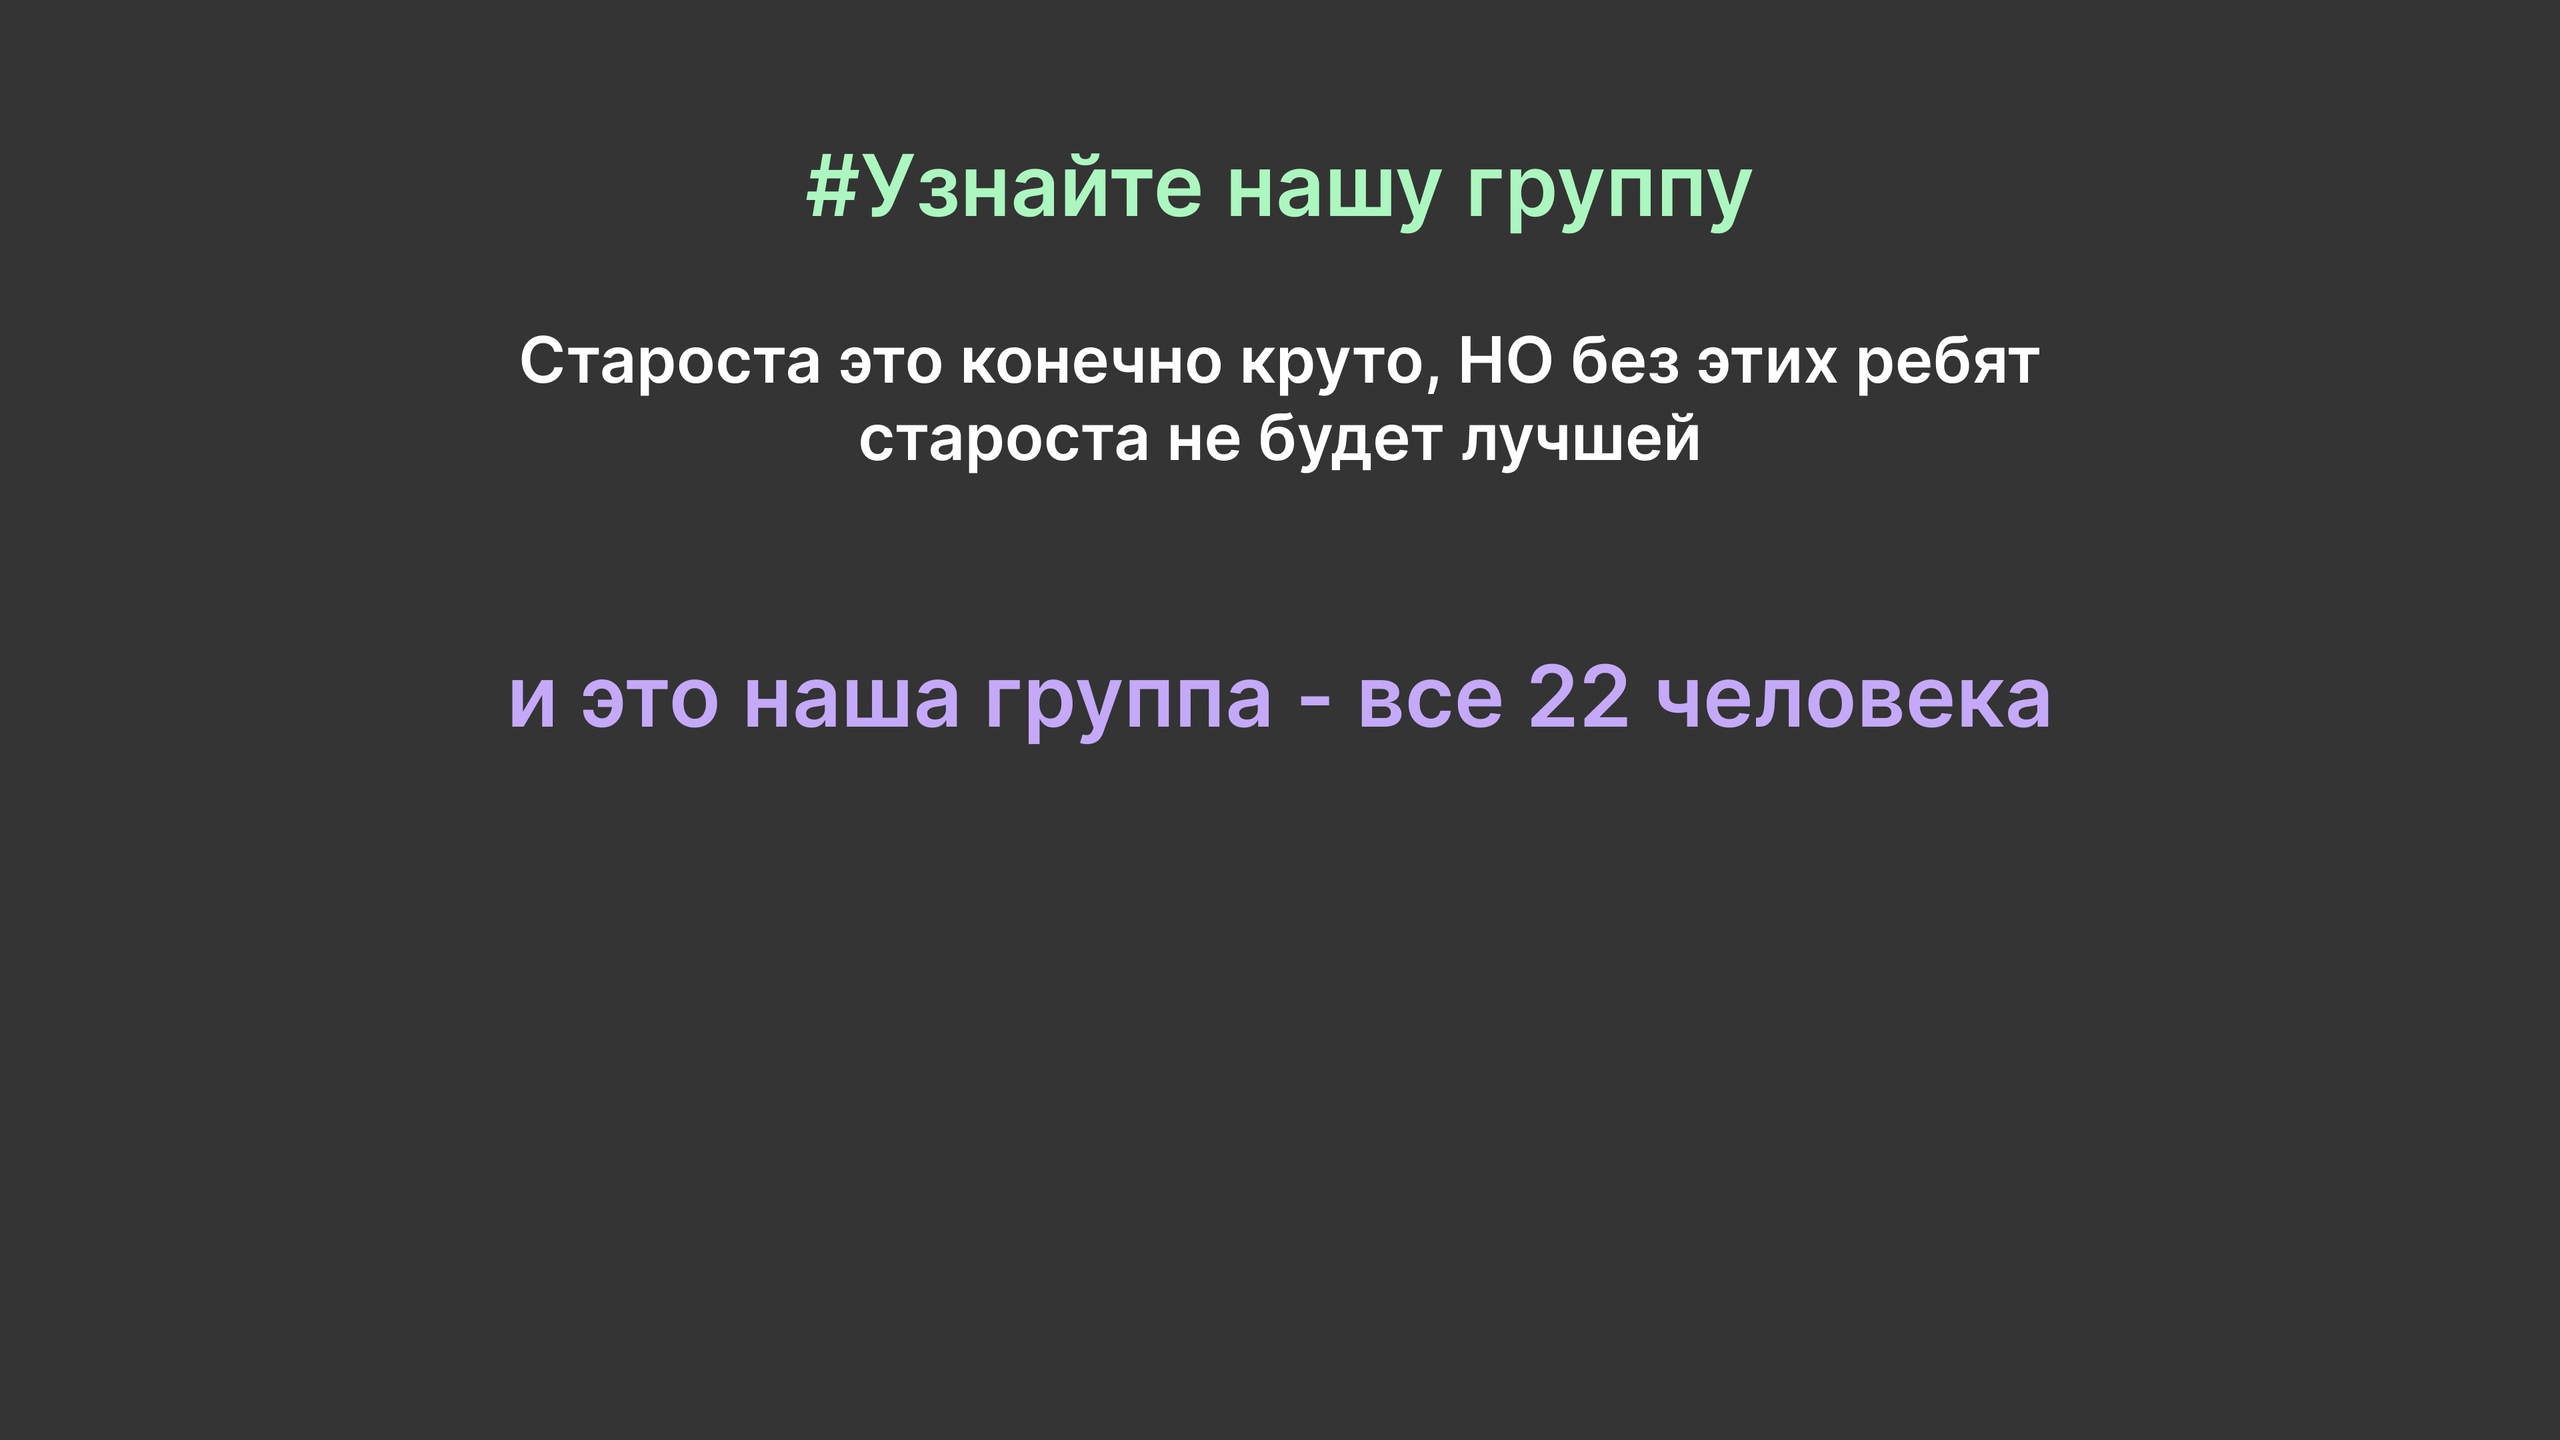 #Узнайте нашу группу
Староста это конечно круто, НО без этих ребят
староста не будет лучшей
и это наша группа - все 22 человека